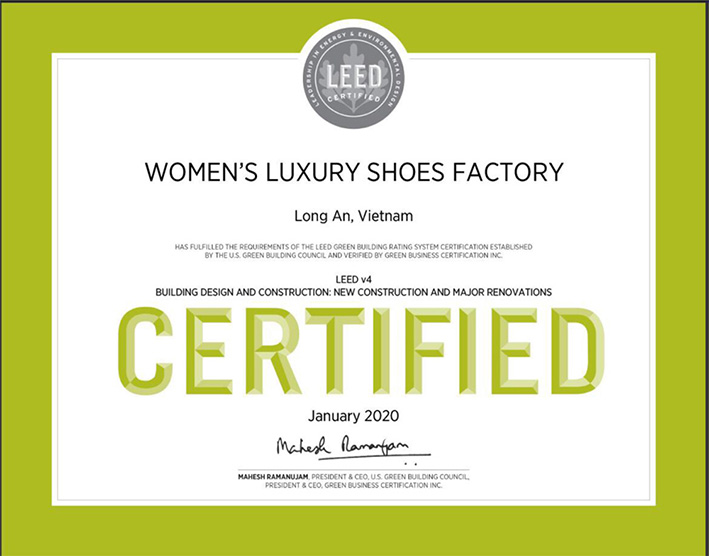 LEADERSHIP IN ENERGY & ENVIRONMENTAL DESIGN
LEED
CERTIFIED
WOMEN'S LUXURY SHOES FACTORY
Long An, Vietnam
HAS FULFILLED THE REQUIREMENTS OF THE LEED GREEN BUILDING RATING SYSTEM CERTIFICATION ESTABLISHED
BY THE U.S. GREEN BUILDING COUNCIL AND VERIFIED BY GREEN BUSINESS CERTIFICATION INC.
LEED v4
BUILDING DESIGN AND CONSTRUCTION: NEW CONSTRUCTION AND MAJOR RENOVATIONS
CERTIFIED
January 2020
Mahesh Ramanujam
MAHESH RAMANUJAM, PRESIDENT & CEO, U.S. GREEN BUILDING COUNCIL,
PRESIDENT & CEO, GREEN BUSINESS CERTIFICATION INC.